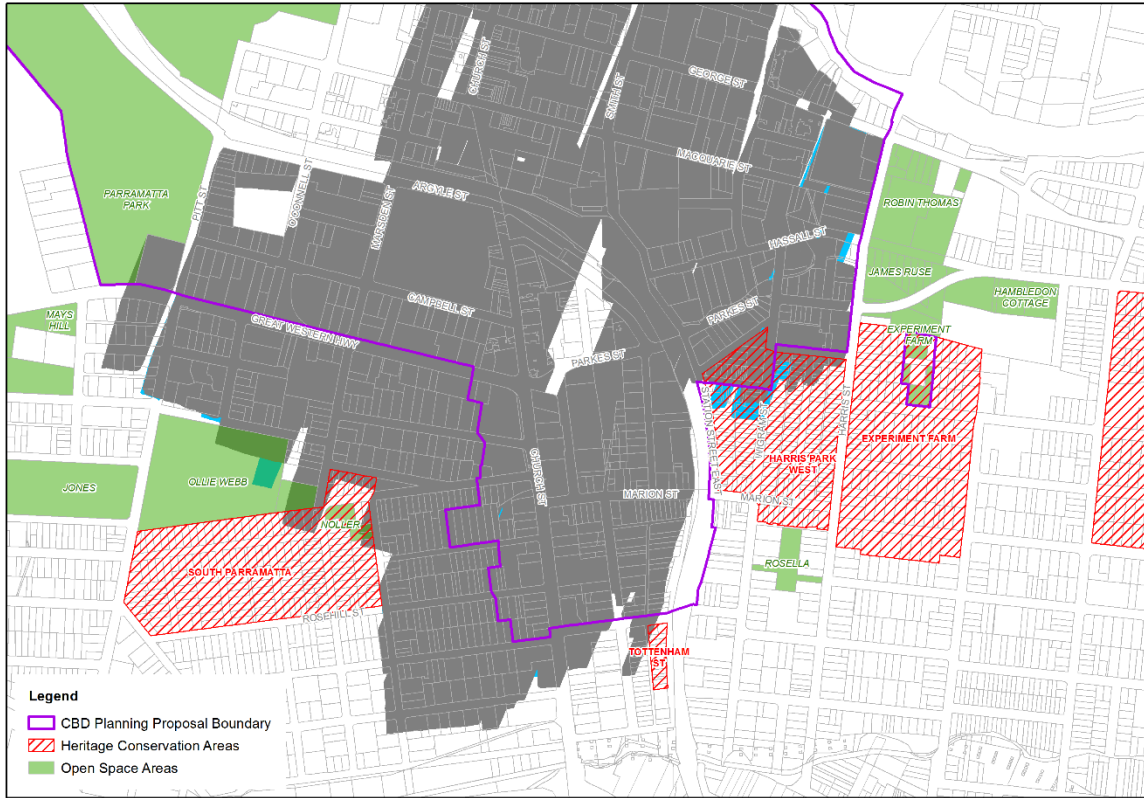 CHURCH ST
SMITH ST
GEORGE ST
MACQUARIE ST
PARRAMATTA
PARK
PITT ST
O'CONNELL ST
MARSDEN ST
ARGYLE ST
ROBIN THOMAS
HASSALL ST
JAMES RUSE
HAMBLEDON
COTTAGE
MAYS
HILL
CAMPBELL ST
GREAT WESTERN HWY
PARKES ST
PARKES ST
EXPERIMENT
FARM
STATION STREET EAST
WIGRAM ST
HARRIS ST
EXPERIMENT FARM
HARRIS PARK
WEST
CHURCH ST
MARION ST
MARION ST
JONES
OLLIE WEBB
NOLLER
SOUTH PARRAMATTA
ROSEHILL ST
ROSELLA
TOTTENHAM
ST
Legend
CBD Planning Proposal Boundary
Heritage Conservation Areas
Open Space Areas